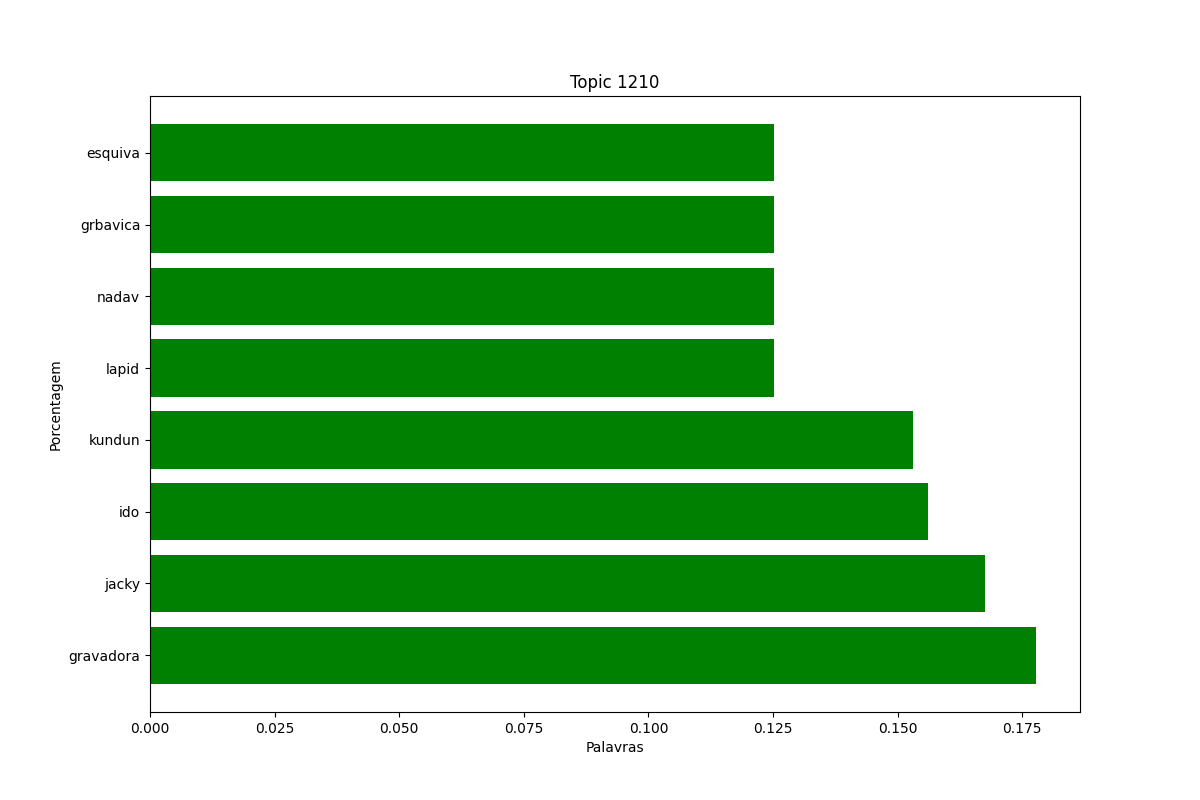 Topic 1210
esquiva
grbavica
nadav
lapid
kundun
ido
jacky
gravadora
Porcentagem
0.000 0.025 0.050 0.075 0.100 0.125 0.150 0.175
Palavras